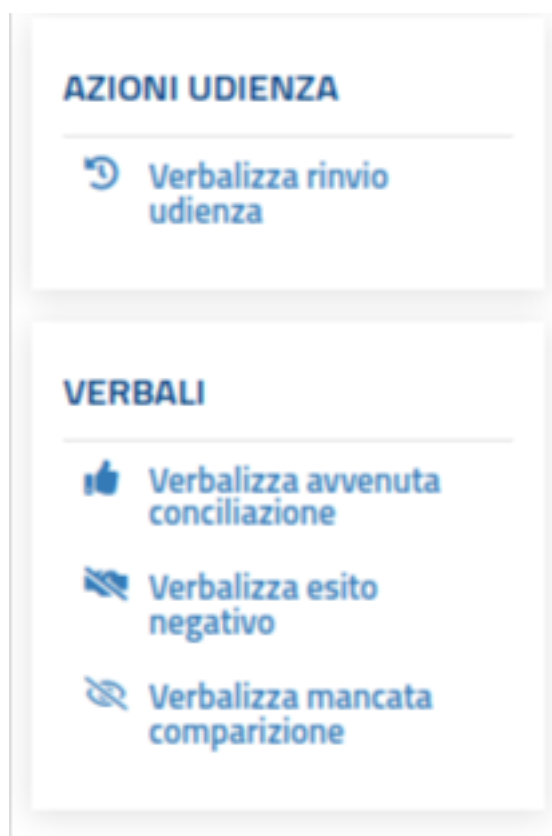 AZIONI UDIENZA
Verbalizza rinvio
udienza
VERBALI
Verbalizza avvenuta
conciliazione
Verbalizza esito
negativo
Verbalizza mancata
comparizione